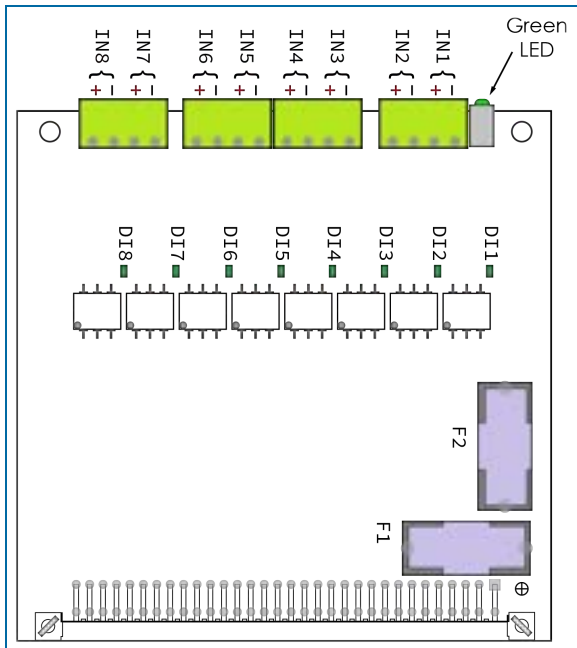 Green
LED
IN8 IN7 IN6 IN5 IN4 IN3 IN2 IN1
+ − + − + − + − + − + − + − + −
DI8 DI7 DI6 DI5 DI4 DI3 DI2 DI1
F2
F1